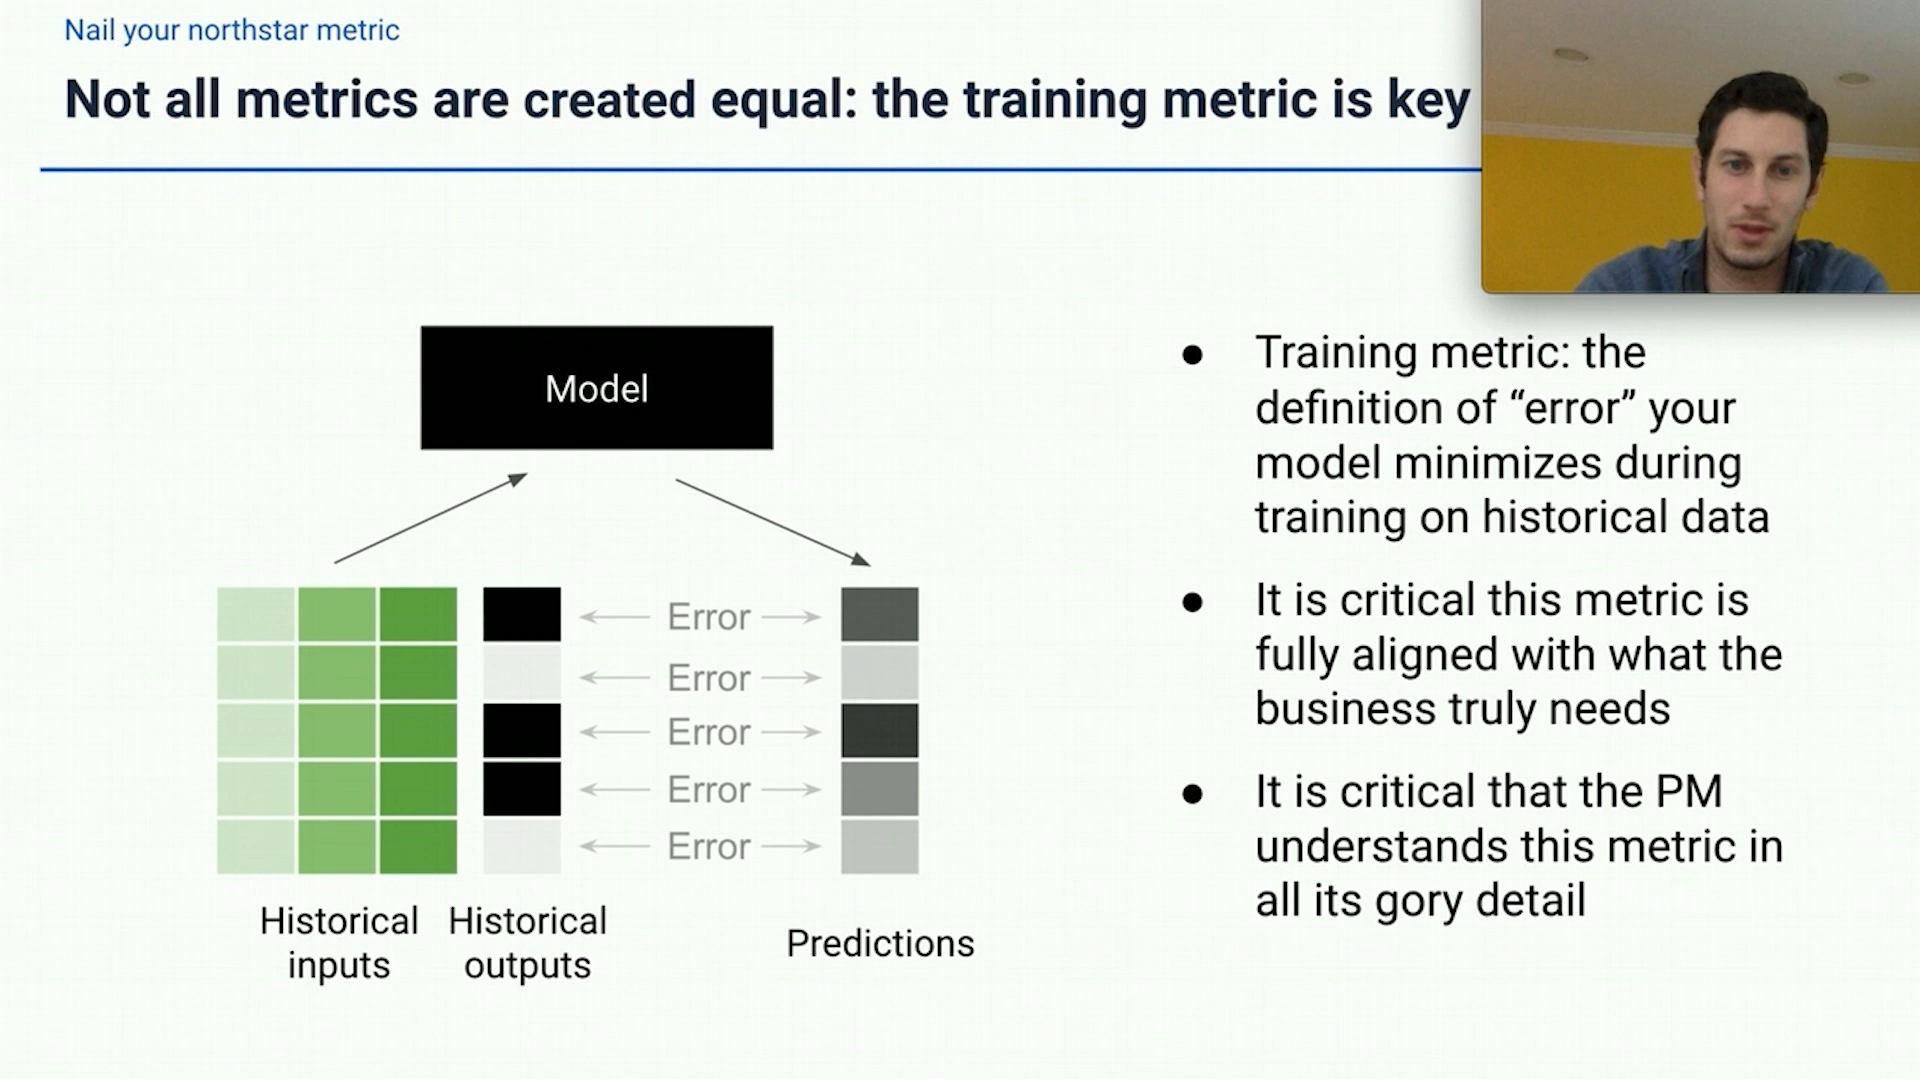 Nail your northstar metric
Not all metrics are created equal: the training metric is key
Model
Error
Error
Error
Error
Error
Historical
inputs
Historical
outputs
Predictions
● Training metric: the
definition of “error” your
model minimizes during
training on historical data
● It is critical this metric is
fully aligned with what the
business truly needs
● It is critical that the PM
understands this metric in
all its gory detail